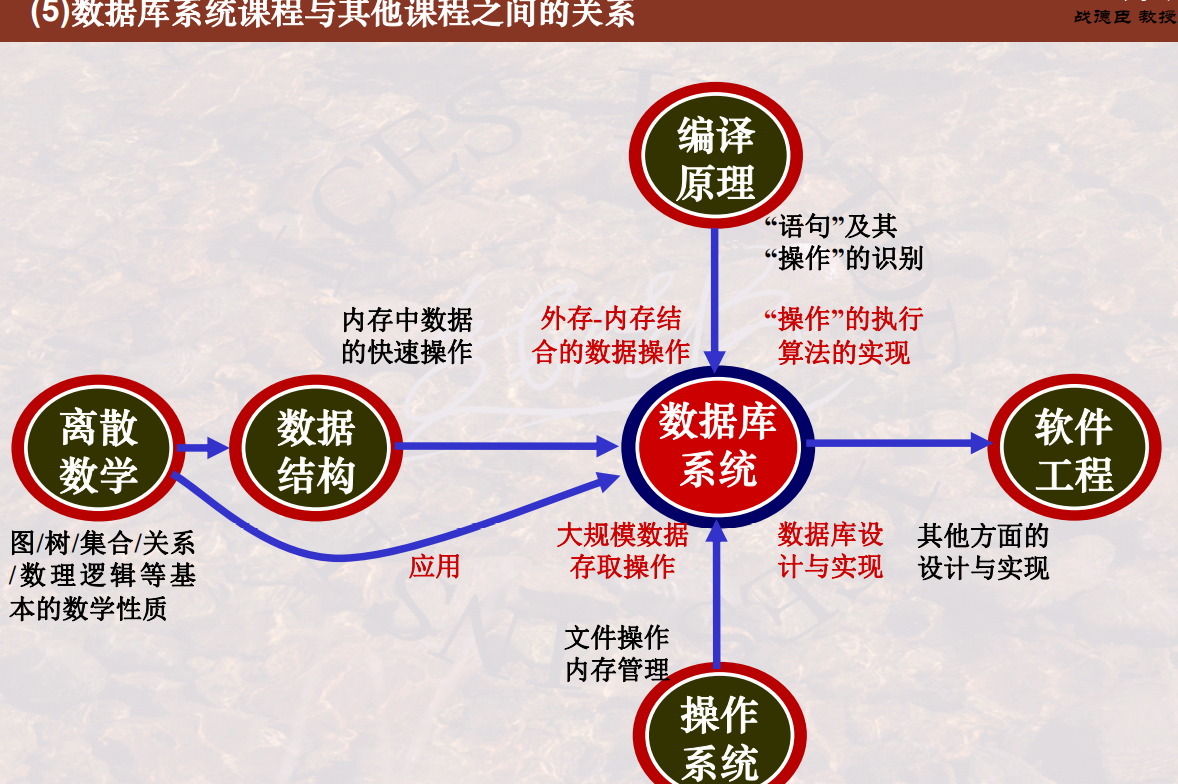 (5)数据库系统课程与其他课程之间的关系
战德臣 教授
编译
原理
“语句”及其
“操作”的识别
内存中数据
的快速操作
外存-内存结
合的数据操作
“操作”的执行
算法的实现
离散
数学
数据
结构
数据库
系统
软件
工程
图/树/集合/关系
/数理逻辑等基
本的数学性质
应用
大规模数据
存取操作
数据库设
计与实现
其他方面的
设计与实现
文件操作
内存管理
操作
系统